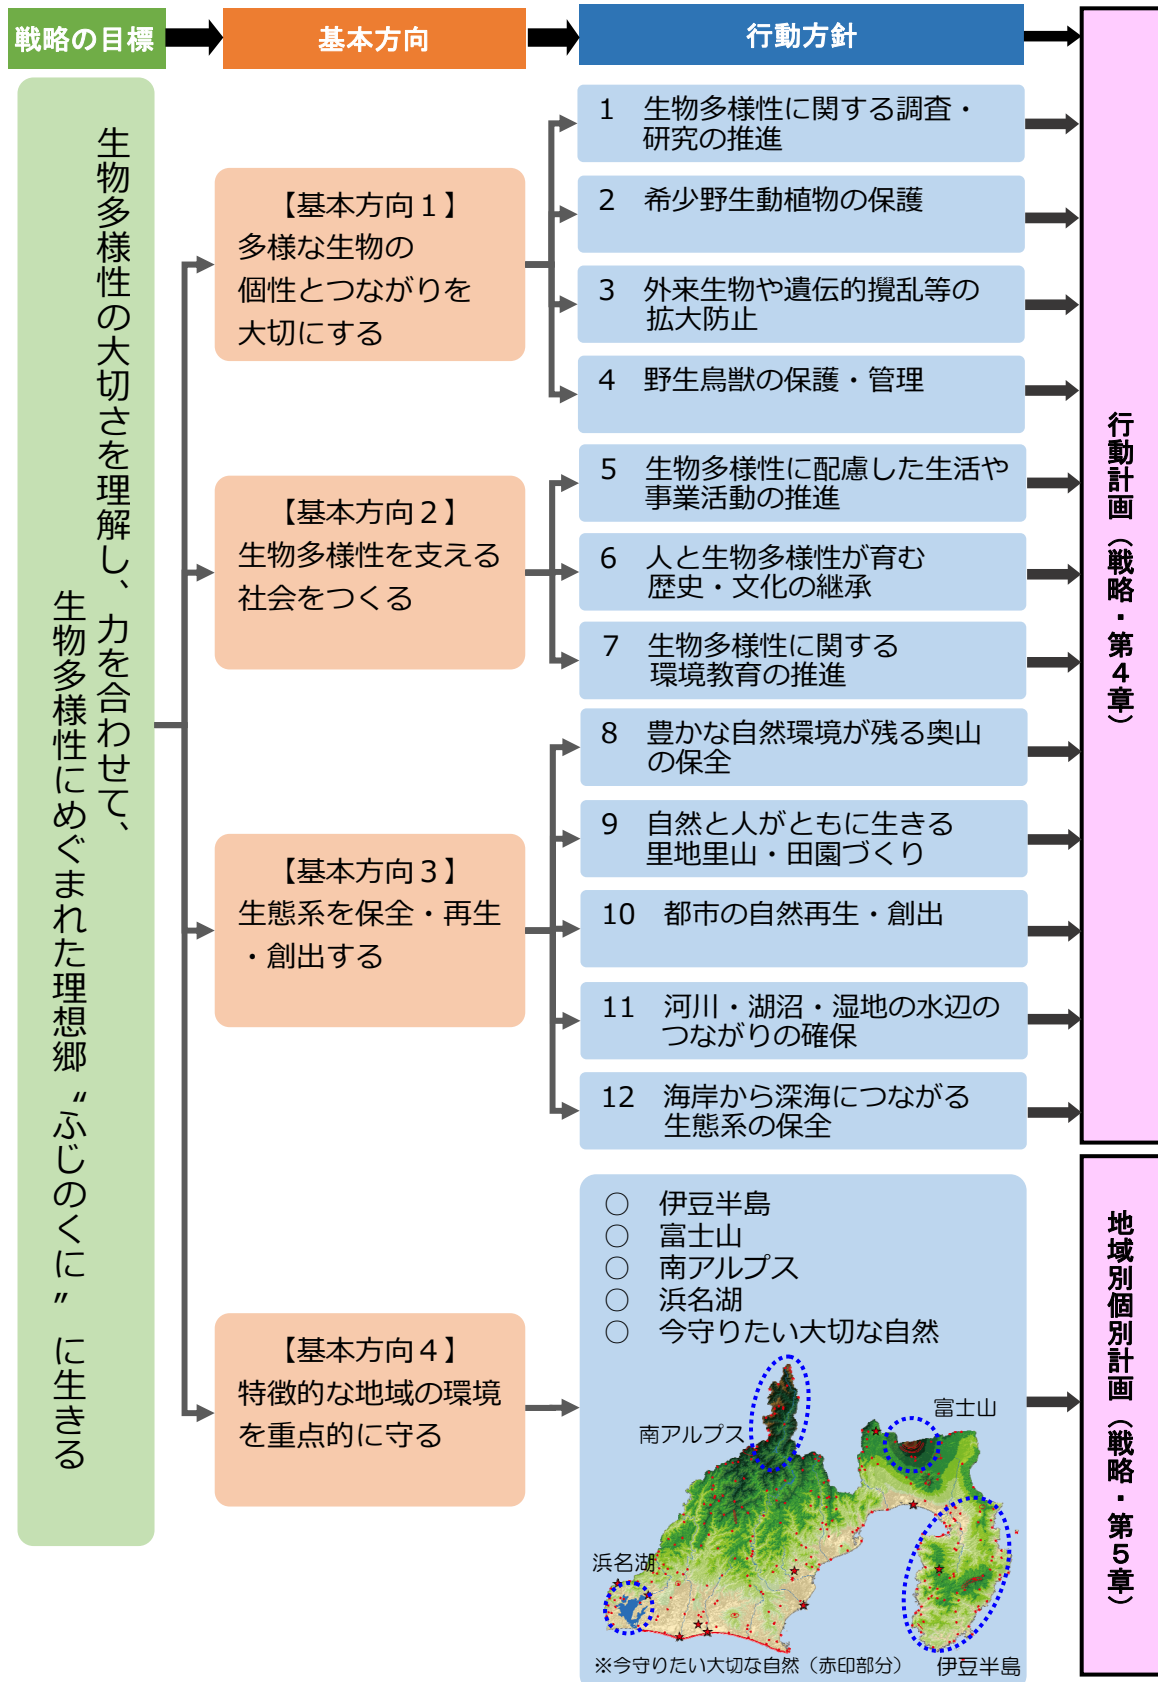 戦略の目標
基本方向
行動方針
生物多様性の大切さを理解し、力を合わせて、
生物多様性にめぐまれた理想郷“ふじのくに”に生きる
【基本方向１】
多様な生物の
個性とつながりを
大切にする
1 生物多様性に関する調査・
研究の推進
2 希少野生動植物の保護
3 外来生物や遺伝的攪乱等の
拡大防止
4 野生鳥獣の保護・管理
【基本方向２】
生物多様性を支える
社会をつくる
5 生物多様性に配慮した生活や
事業活動の推進
6 人と生物多様性が育む
歴史・文化の継承
7 生物多様性に関する
環境教育の推進
【基本方向３】
生態系を保全・再生
・創出する
8 豊かな自然環境が残る奥山
の保全
9 自然と人がともに生きる
里地里山・田園づくり
10 都市の自然再生・創出
11 河川・湖沼・湿地の水辺の
つながりの確保
12 海岸から深海につながる
生態系の保全
行動計画（戦略・第４章）
【基本方向４】
特徴的な地域の環境
を重点的に守る
○ 伊豆半島
○ 富士山
○ 南アルプス
○ 浜名湖
○ 今守りたい大切な自然
富士山
南アルプス
浜名湖
※今守りたい大切な自然（赤印部分）
伊豆半島
地域別個別計画（戦略・第５章）